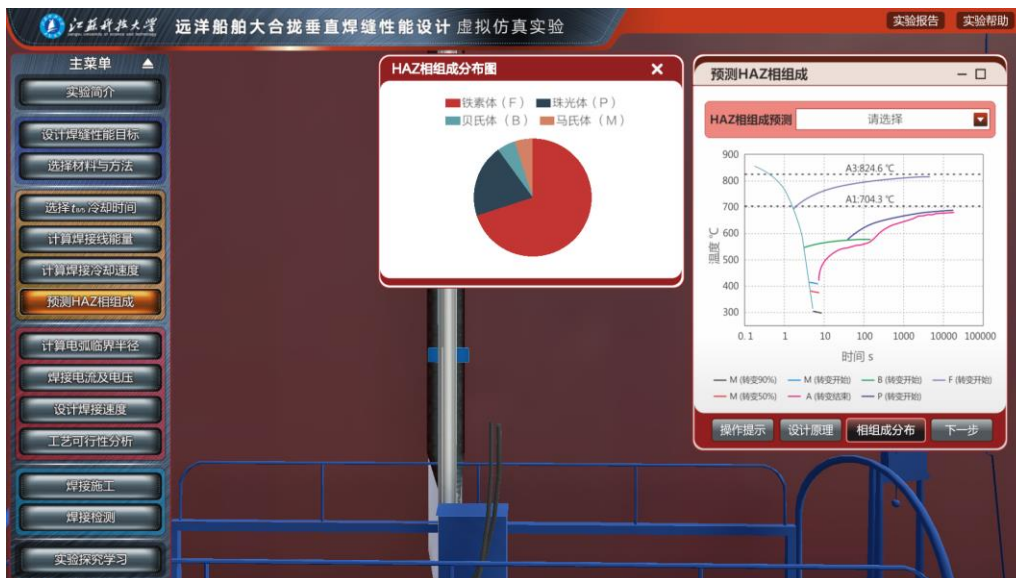 江苏科技大学
远洋船舶大合拢垂直焊缝性能设计 虚拟仿真实验
实验报告 实验帮助
主菜单
实验简介
设计焊缝性能目标
选择材料与方法
选择t8/5冷却时间
计算焊接线能量
计算焊接冷却速度
预测HAZ相组成
计算电弧临界半径
焊接电流及电压
设计焊接速度
工艺可行性分析
焊接施工
焊接检测
实验探究学习
HAZ相组成分布图
铁素体（F） 珠光体（P）
贝氏体（B） 马氏体（M）
预测HAZ相组成
HAZ相组成预测 请选择
900
800
700
600
500
400
300
A3:824.6 ℃
A1:704.3 ℃
温度 ℃
0.1 1 10 100 1000 10000 100000
时间 s
M (转变90%) M (转变开始) B (转变开始) F (转变开始)
M (转变50%) A (转变结束) P (转变开始)
操作提示 设计原理 相组成分布 下一步